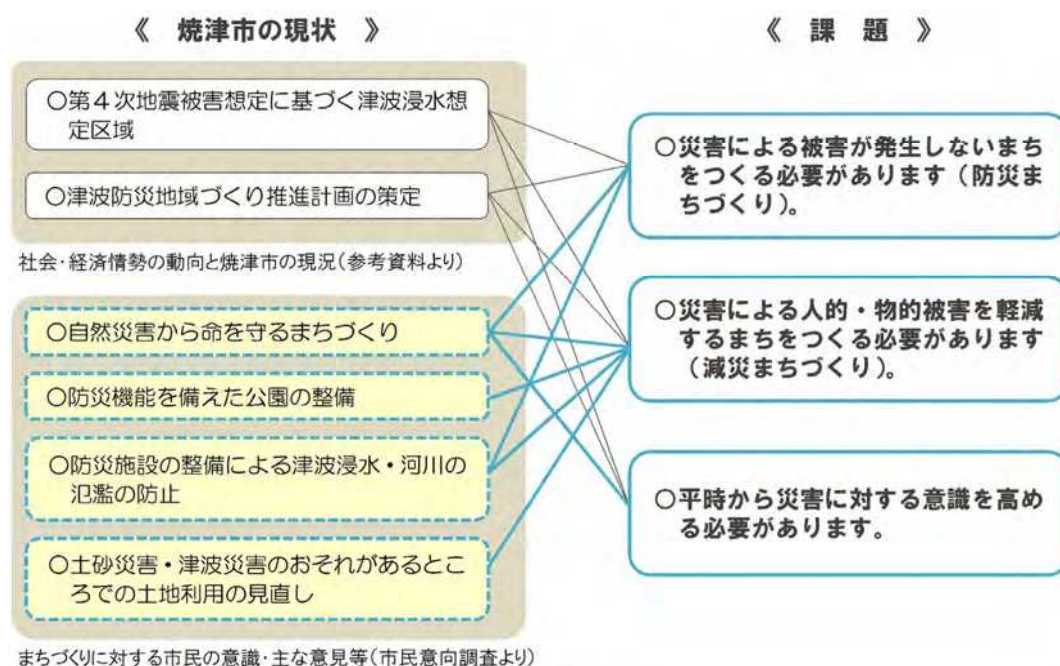 《 焼津市の現状 》
○第４次地震被害想定に基づく津波浸水想
定区域
○津波防災地域づくり推進計画の策定
社会・経済情勢の動向と焼津市の現況（参考資料より）
○自然災害から命を守るまちづくり
○防災機能を備えた公園の整備
○防災施設の整備による津波浸水・河川の
氾濫の防止
○土砂災害・津波災害のおそれがあるとこ
ろでの土地利用の見直し
まちづくりに対する市民の意識・主な意見等（市民意向調査より）
《 課 題 》
○災害による被害が発生しないまち
をつくる必要があります（防災ま
ちづくり）。
○災害による人的・物的被害を軽減
するまちをつくる必要があります
（減災まちづくり）。
○平時から災害に対する意識を高め
る必要があります。